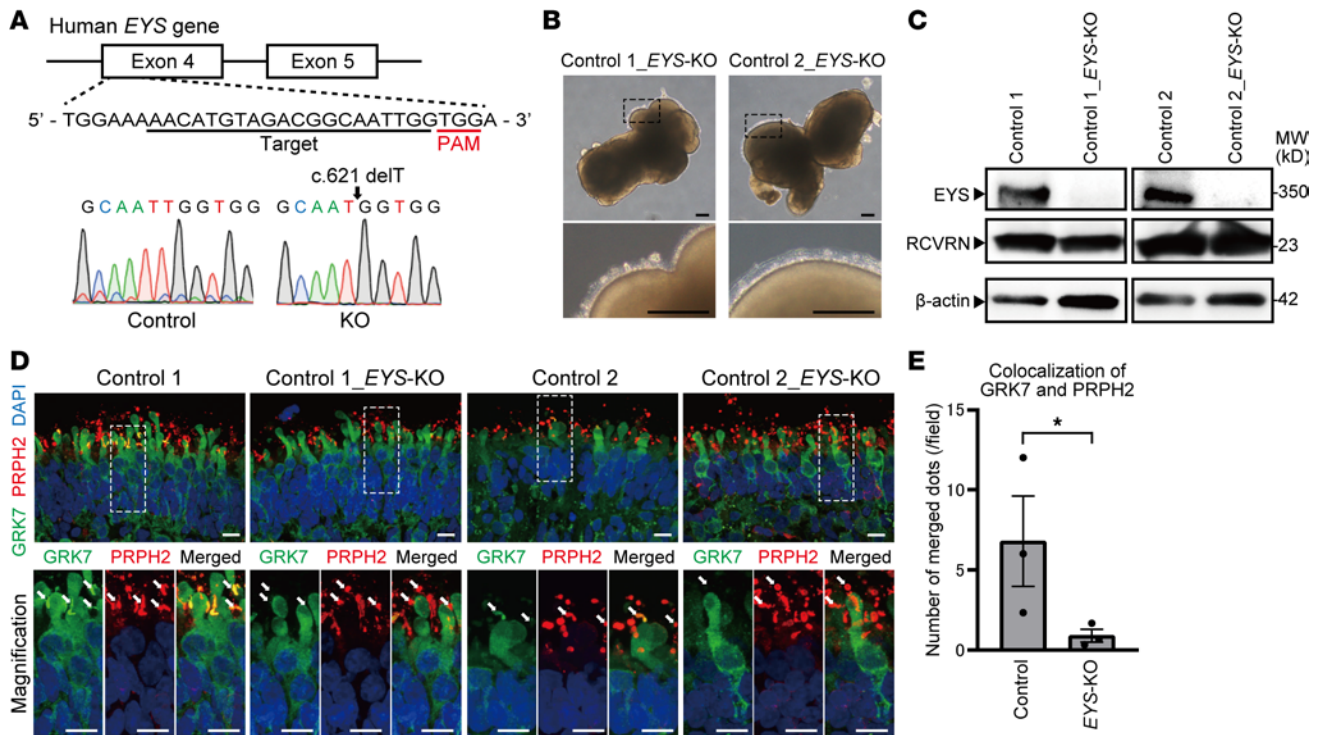 A
Human EYS gene
Exon 4
Exon 5
5' - TGGAAAAACATGTAGACGGCAATTGGTGGA - 3'
Target
PAM
c.621 delT
G C A A T T G G T G G
G C A A T G G T G G
Control
KO
B
Control 1_EYS-KO
Control 2_EYS-KO
C
Control 1
Control 1_EYS-KO
Control 2
Control 2_EYS-KO
MW
(kD)
EYS
350
RCVRN
23
β-actin
42
D
GRK7 PRPH2 DAPI
Control 1
Control 1_EYS-KO
Control 2
Control 2_EYS-KO
Magnification
GRK7
PRPH2
Merged
GRK7
PRPH2
Merged
GRK7
PRPH2
Merged
GRK7
PRPH2
Merged
E
Colocalization of
GRK7 and PRPH2
Number of merged dots (/field)
15
10
5
0
*
Control
EYS-KO